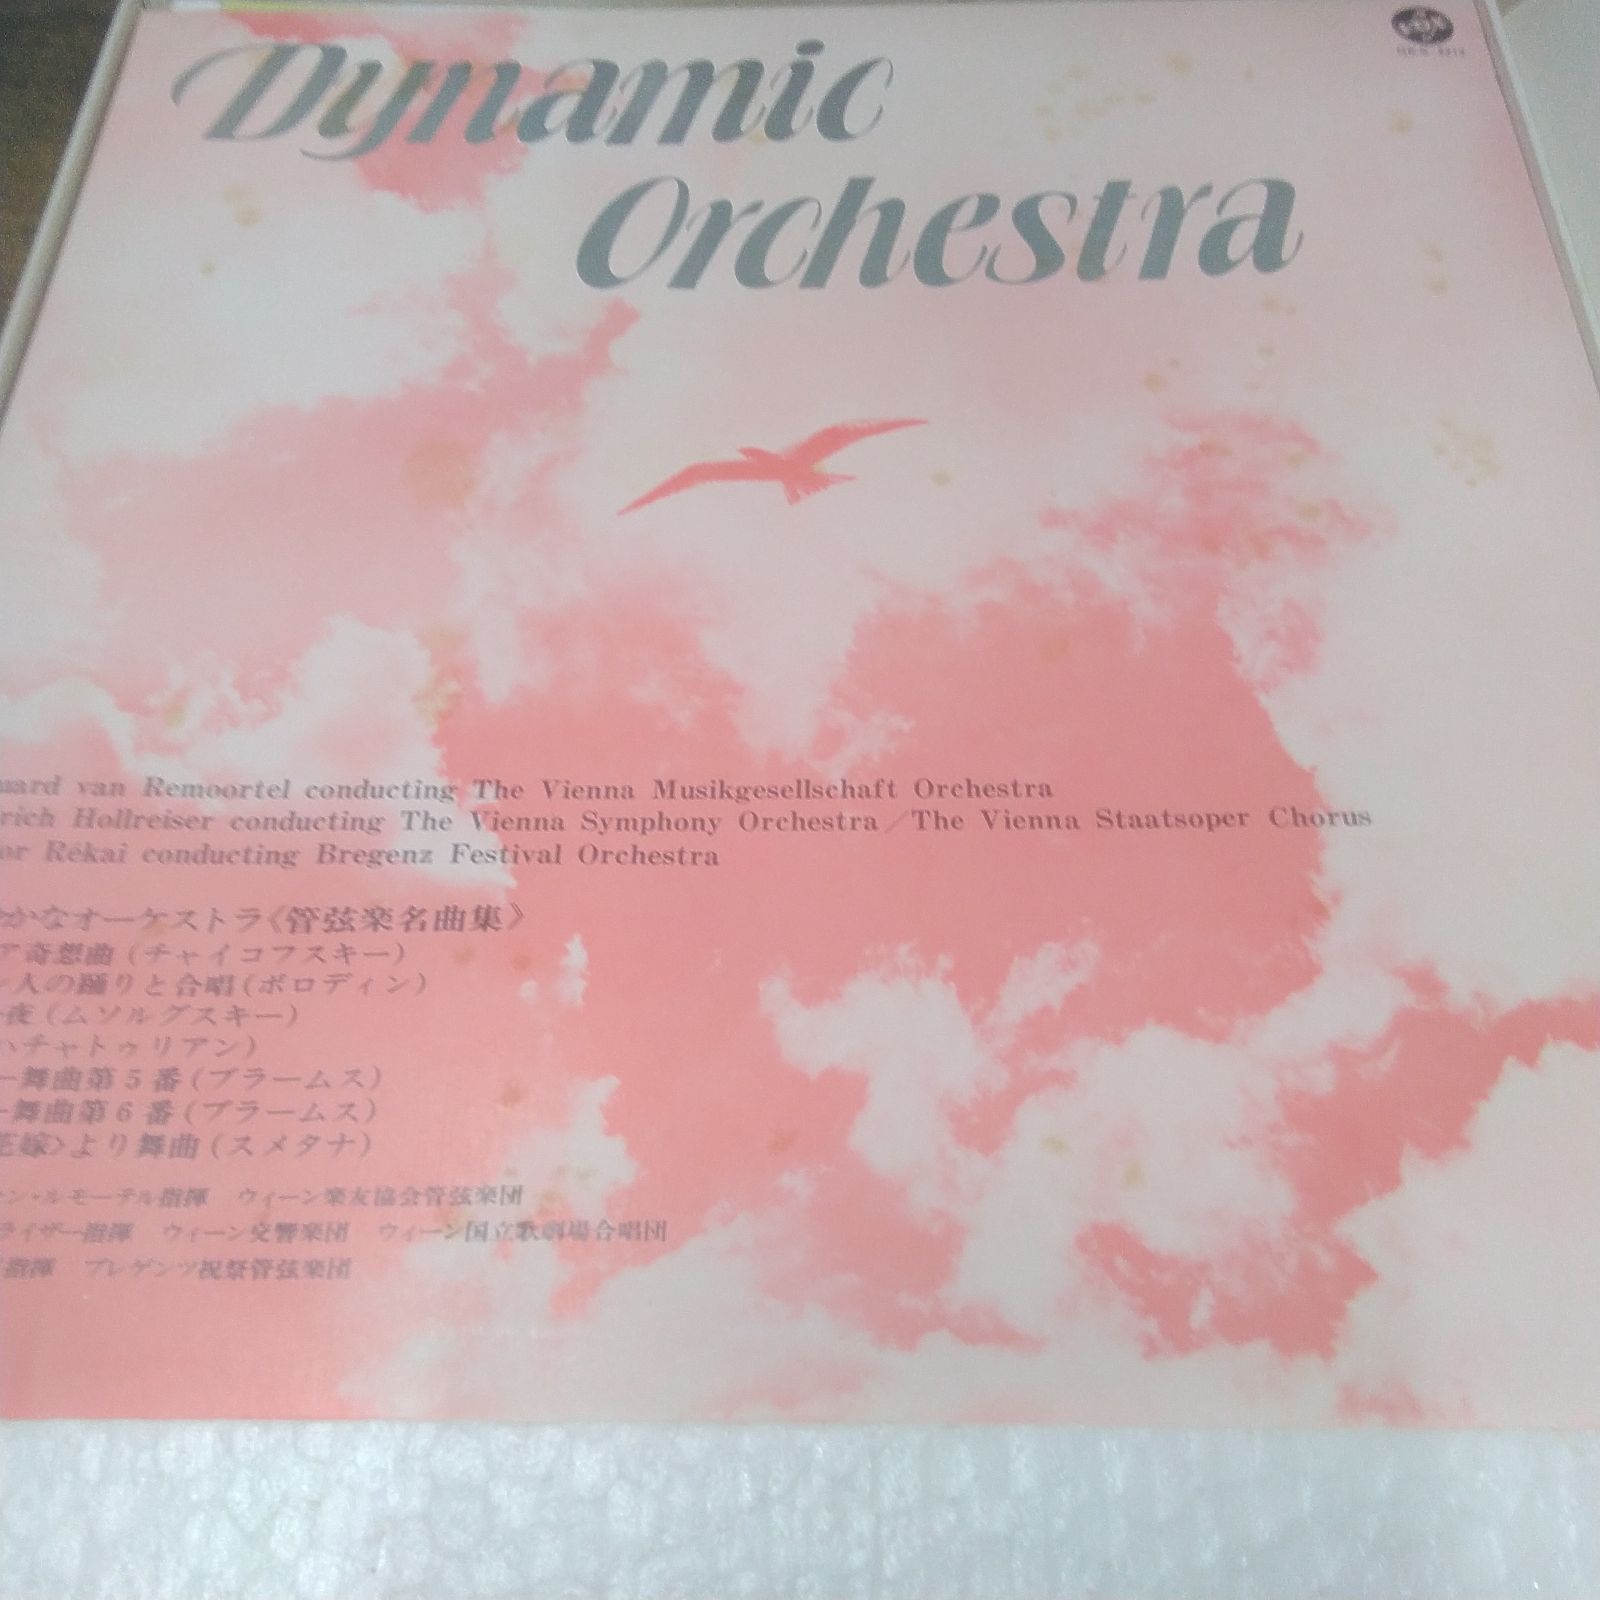 Dynamic
Orchestra
uard van Remoortel conducting The Vienna Musikgesellschaft Orchestra
rich Hollreiser conducting The Vienna Symphony Orchestra／The Vienna Staatsoper Chorus
or Rékai conducting Bregenz Festival Orchestra
かなオーケストラ《管弦楽名曲集》
ア奇想曲(チャイコフスキー)
人の踊りと合唱(ボロディン)
夜(ムソルグスキー)
ハチャトゥリアン)
ー舞曲第5番(ブラームス)
ー舞曲第6番(ブラームス)
花嫁>より舞曲(スメタナ)
ン・ルモーテル指揮 ウィーン楽友協会管弦楽団
ライザー指揮 ウィーン交響楽団 ウィーン国立歌劇場合唱団
指揮 ブレゲンツ祝祭管弦楽団